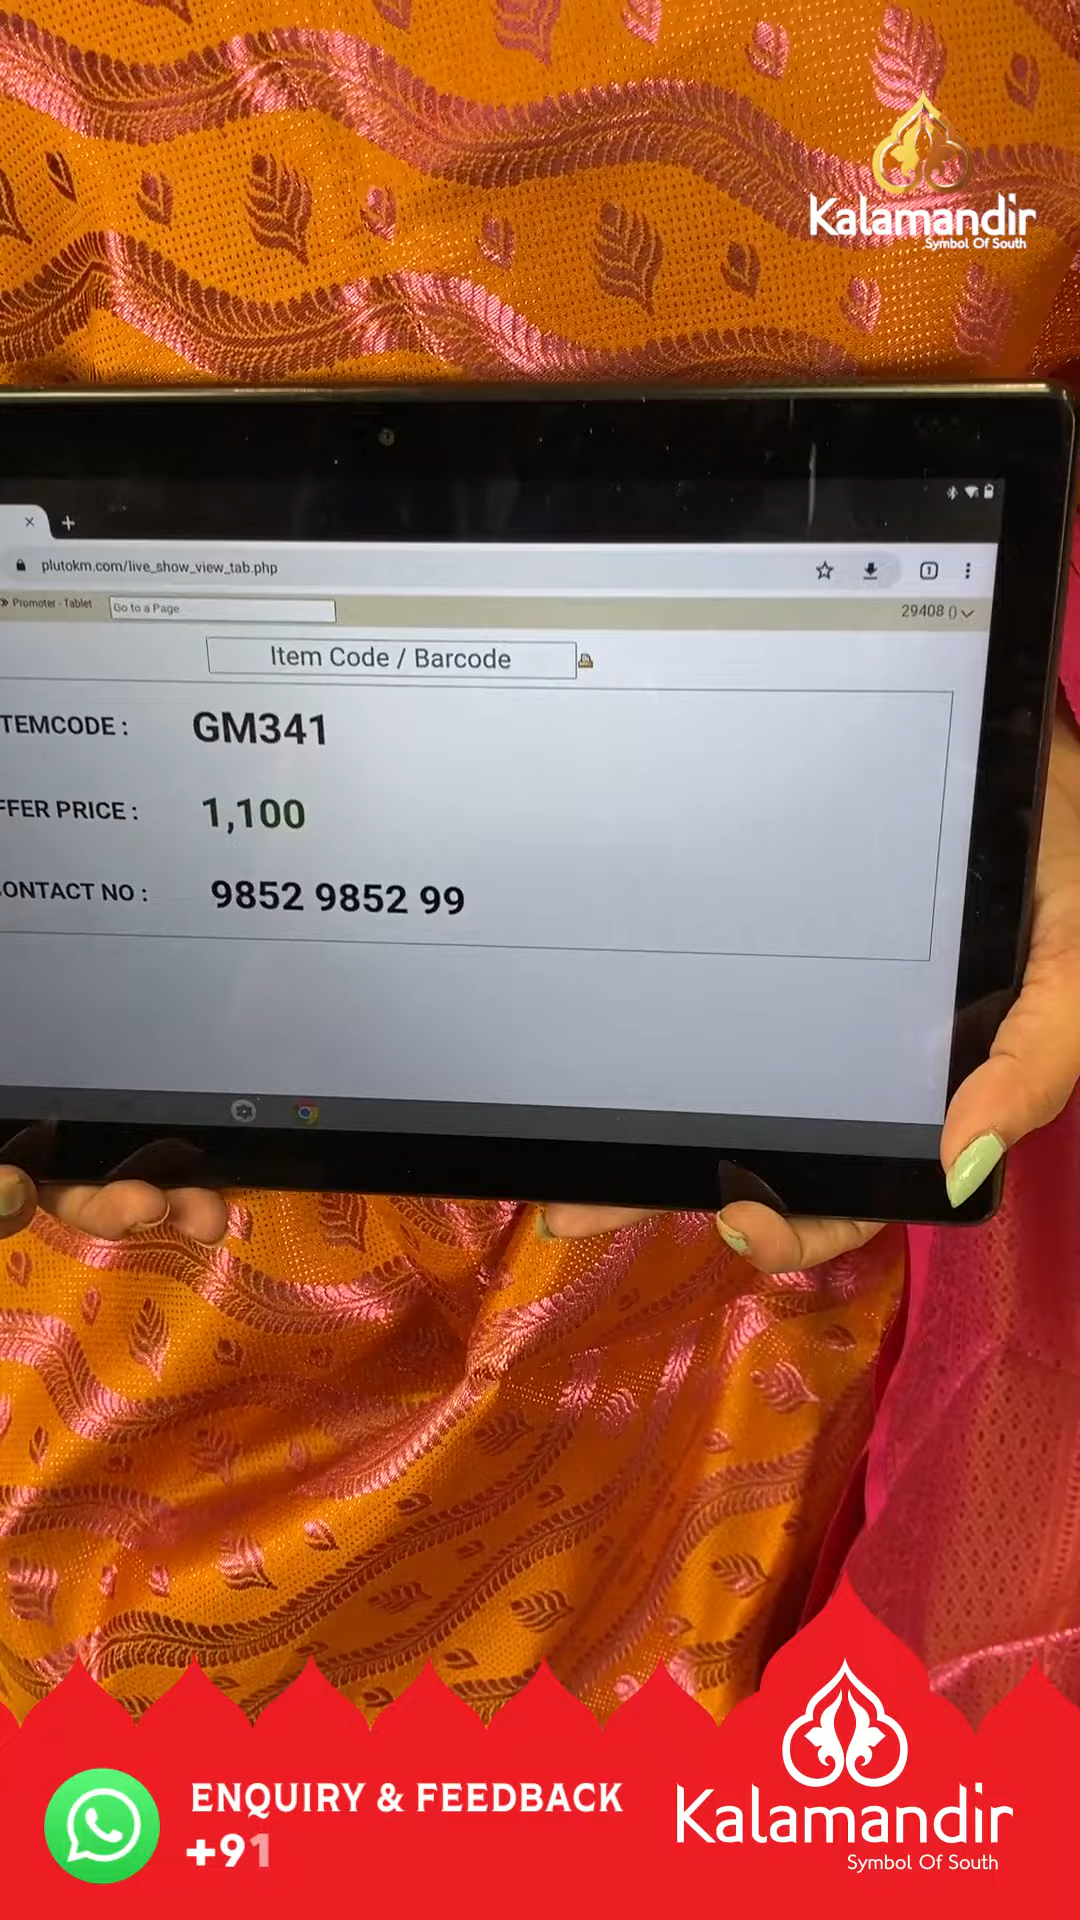 Kalamandir
Symbol Of South
plutokm.com/live_show_view_tab.php
1
Promoter - Tablet
Go to a Page
29408 ()
Item Code / Barcode
TEMCODE :
GM341
FFER PRICE :
1,100
ONTACT NO :
9852 9852 99
ENQUIRY & FEEDBACK
+91
Kalamandir
Symbol Of South